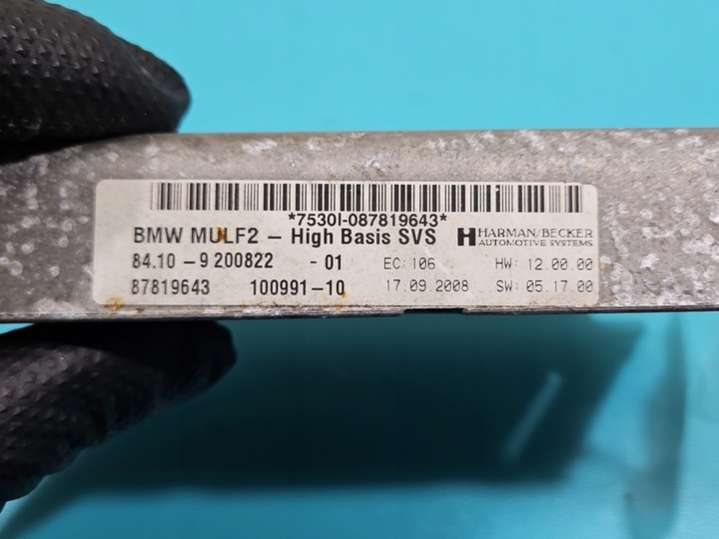 *7530I-087819643*
BMW MULF2 - High Basis SVS HARMAN/BECKER
AUTOMOTIVE SYSTEMS
84.10-9 200822 - 01 EC: 106 HW: 12.00.00
87819643 100991-10 17.09.2008 SW: 05.17.00